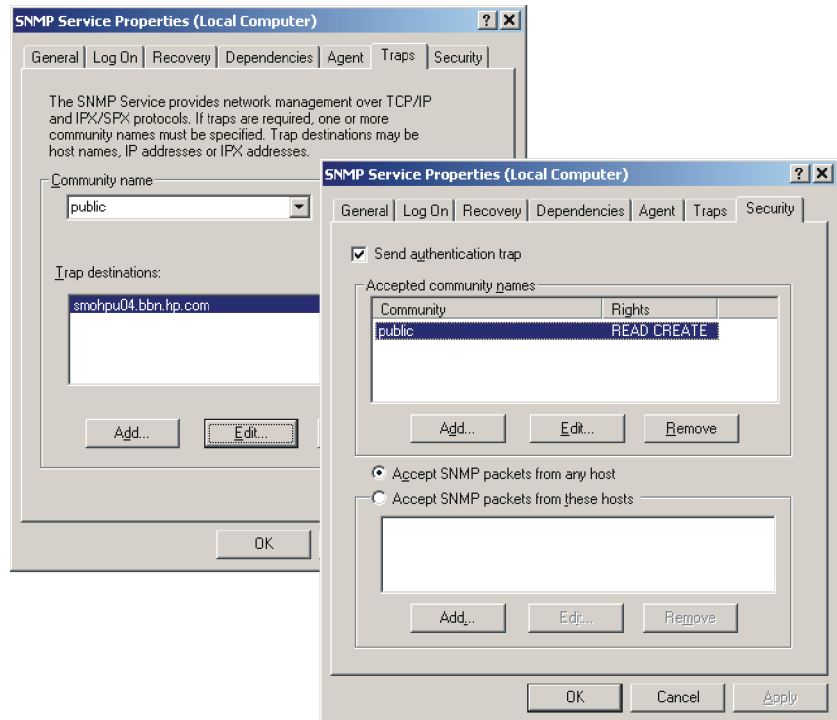 SNMP Service Properties (Local Computer)
General Log On Recovery Dependencies Agent Traps Security
The SNMP Service provides network management over TCP/IP
and IPX/SPX protocols. If traps are required, one or more
community names must be specified. Trap destinations may be
host names, IP addresses or IPX addresses.
Community name
public
Trap destinations:
smohpu04.bbn.hp.com
Add... Edit...
OK
SNMP Service Properties (Local Computer)
General Log On Recovery Dependencies Agent Traps Security
Send authentication trap
Accepted community names
Community Rights
public READ CREATE
Add... Edit... Remove
Accept SNMP packets from any host
Accept SNMP packets from these hosts
Add... Edit... Remove
OK Cancel Apply